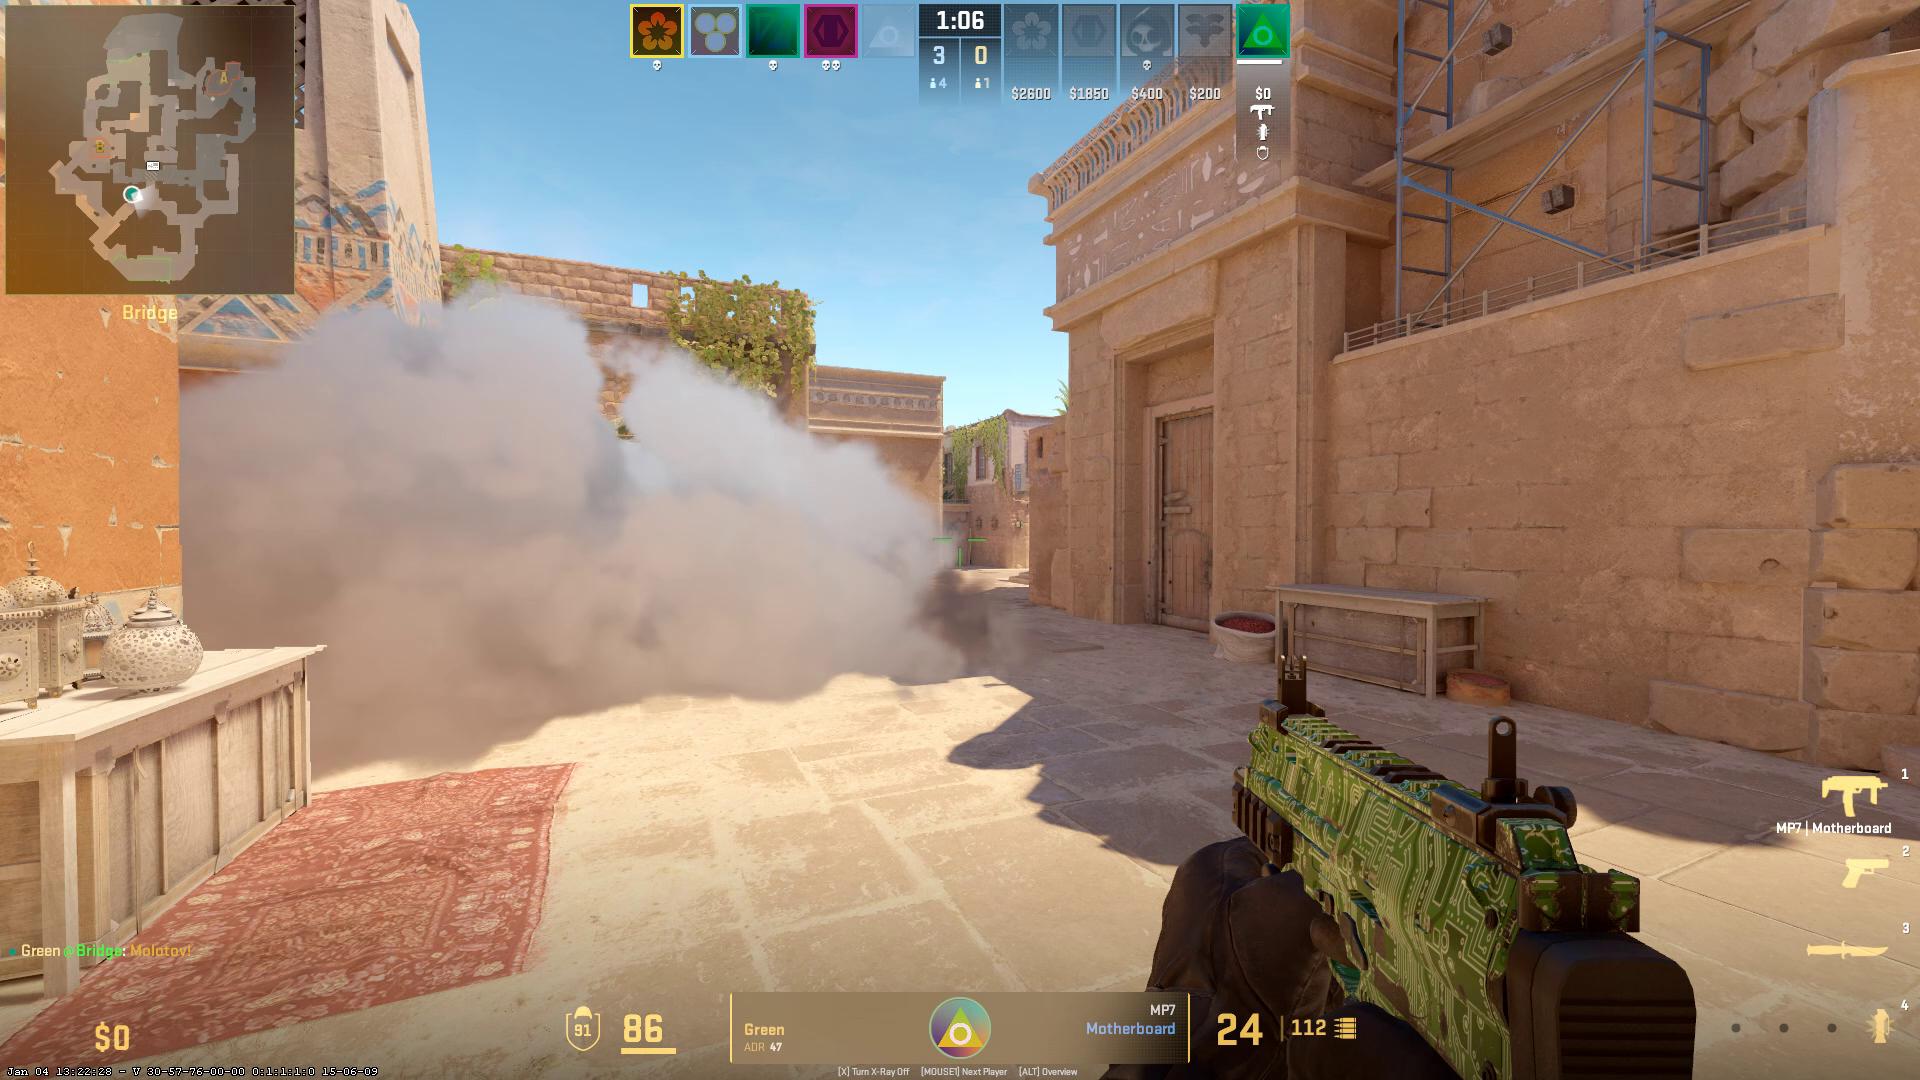 A
B
Bridge
1:06
3 0
4 1
$2600 $1850 $400 $200 $0
1
MP7 | Motherboard
2
3
4
Green @ Bridge: Molotov!
$0
91 86
Green
ADR 47
MP7
Motherboard
24 | 112
[X] Turn X-Ray Off [MOUSE1] Next Player [ALT] Overview
Jan 04 13:22:28 - V 30-57-76-00-00 0:1:1:1:0 15-06-09